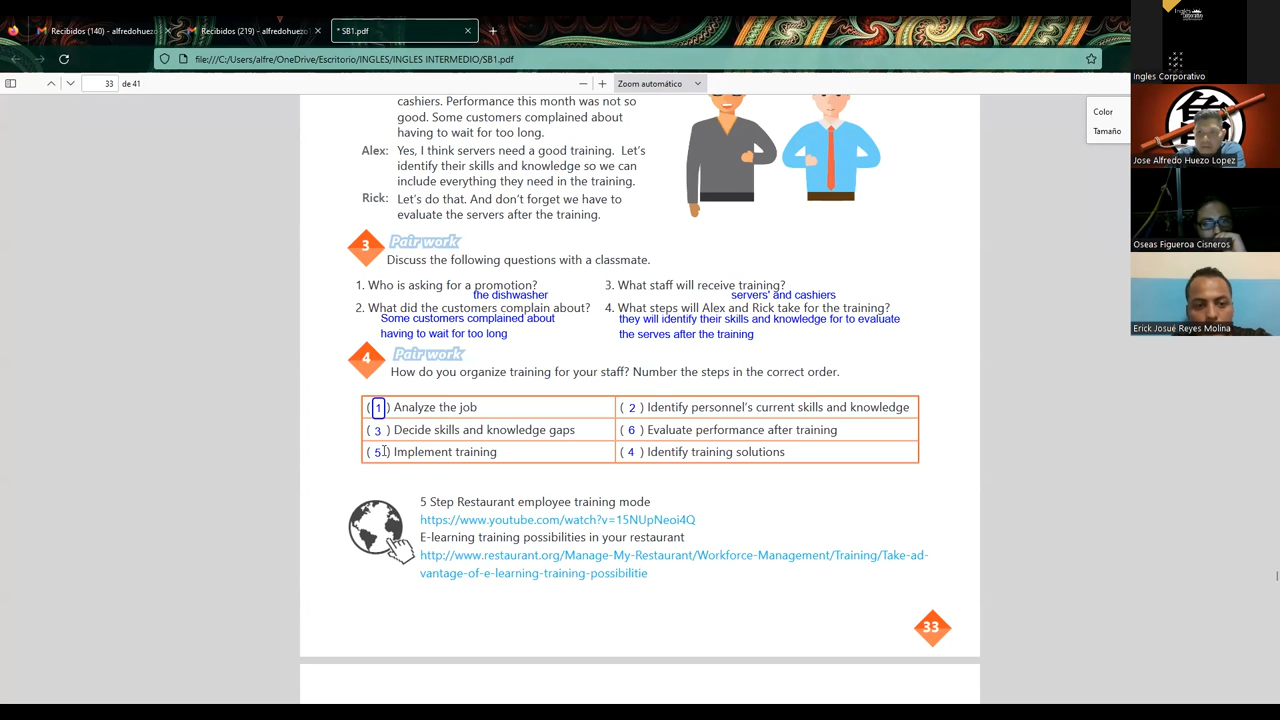 Recibidos (140) - alfredohuezo
Recibidos (219) - alfredohuezo
* SB1.pdf
file:///C:/Users/alfre/OneDrive/Escritorio/INGLES/INGLES INTERMEDIO/SB1.pdf
33 de 41
Zoom automático
Color
Tamaño
Ingles Corporativo
Jose Alfredo Huezo Lopez
Oseas Figueroa Cisneros
Erick Josué Reyes Molina
cashiers. Performance this month was not so
good. Some customers complained about
having to wait for too long.
Alex: Yes, I think servers need a good training. Let's
identify their skills and knowledge so we can
include everything they need in the training.
Rick: Let's do that. And don't forget we have to
evaluate the servers after the training.
3 Pair work
Discuss the following questions with a classmate.
1. Who is asking for a promotion?
the dishwasher
2. What did the customers complain about?
Some customers complained about
having to wait for too long
3. What staff will receive training?
servers' and cashiers
4. What steps will Alex and Rick take for the training?
they will identify their skills and knowledge for to evaluate
the serves after the training
4 Pair work
How do you organize training for your staff? Number the steps in the correct order.
( 1 ) Analyze the job
( 2 ) Identify personnel's current skills and knowledge
( 3 ) Decide skills and knowledge gaps
( 6 ) Evaluate performance after training
( 5 ) Implement training
( 4 ) Identify training solutions
5 Step Restaurant employee training mode
https://www.youtube.com/watch?v=15NUpNeoi4Q
E-learning training possibilities in your restaurant
http://www.restaurant.org/Manage-My-Restaurant/Workforce-Management/Training/Take-ad-
vantage-of-e-learning-training-possibilitie
33